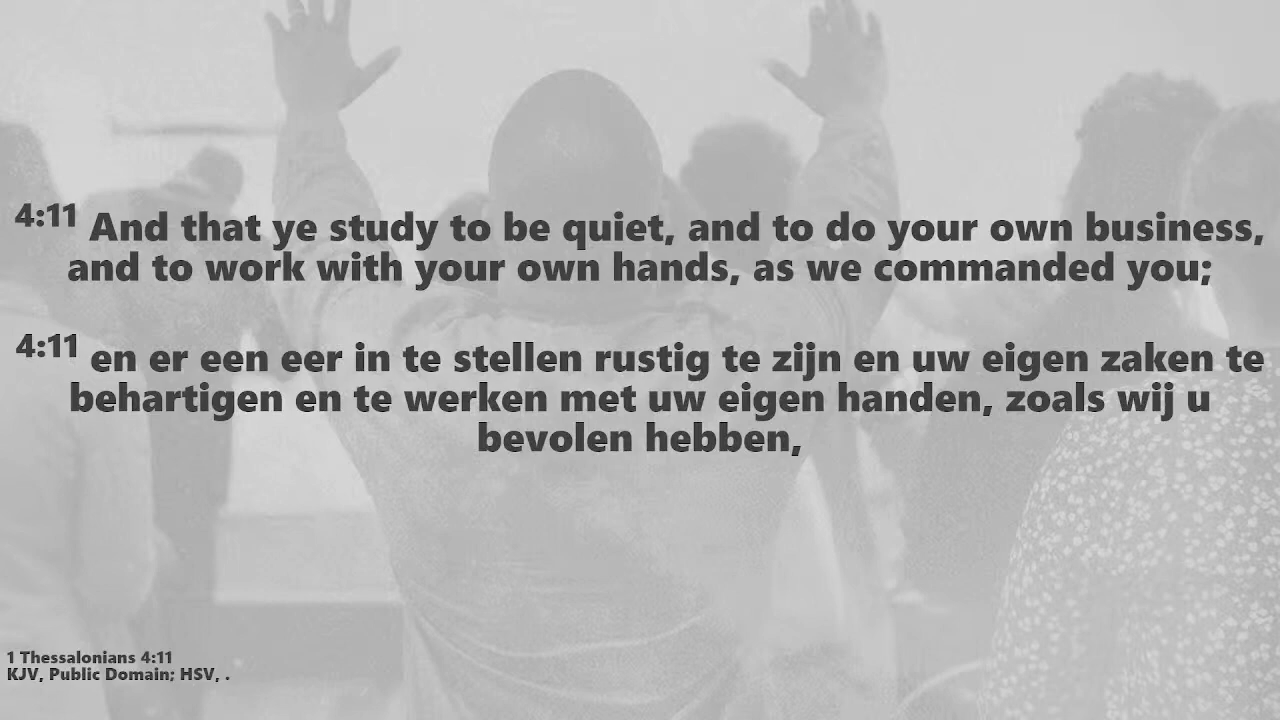 4:11 And that ye study to be quiet, and to do your own business,
and to work with your own hands, as we commanded you;
4:11 en er een eer in te stellen rustig te zijn en uw eigen zaken te
behartigen en te werken met uw eigen handen, zoals wij u
bevolen hebben,
1 Thessalonians 4:11
KJV, Public Domain; HSV, .